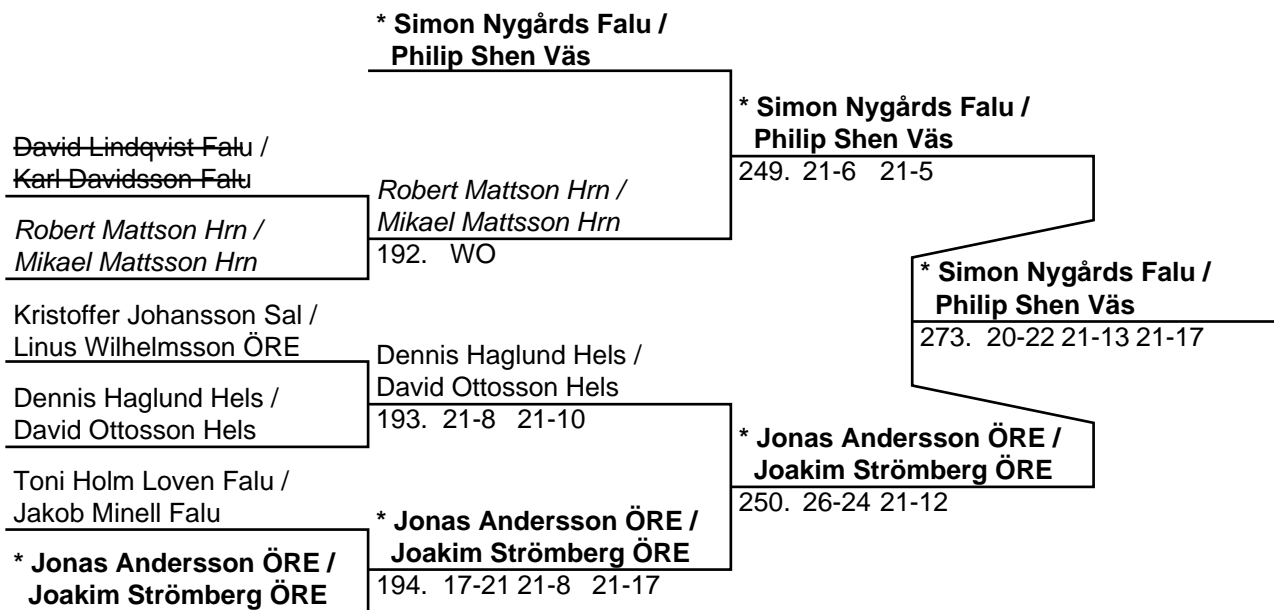 * Simon Nygårds Falu /
Philip Shen Väs
David Lindqvist Falu /
Karl Davidsson Falu
Robert Mattson Hrn /
Mikael Mattsson Hrn
Kristoffer Johansson Sal /
Linus Wilhelmsson ÖRE
Dennis Haglund Hels /
David Ottosson Hels
Toni Holm Loven Falu /
Jakob Minell Falu
* Jonas Andersson ÖRE /
Joakim Strömberg ÖRE
Robert Mattson Hrn /
Mikael Mattsson Hrn
192. WO
Dennis Haglund Hels /
David Ottosson Hels
193. 21-8 21-10
* Jonas Andersson ÖRE /
Joakim Strömberg ÖRE
194. 17-21 21-8 21-17
* Simon Nygårds Falu /
Philip Shen Väs
249. 21-6 21-5
* Jonas Andersson ÖRE /
Joakim Strömberg ÖRE
250. 26-24 21-12
* Simon Nygårds Falu /
Philip Shen Väs
273. 20-22 21-13 21-17